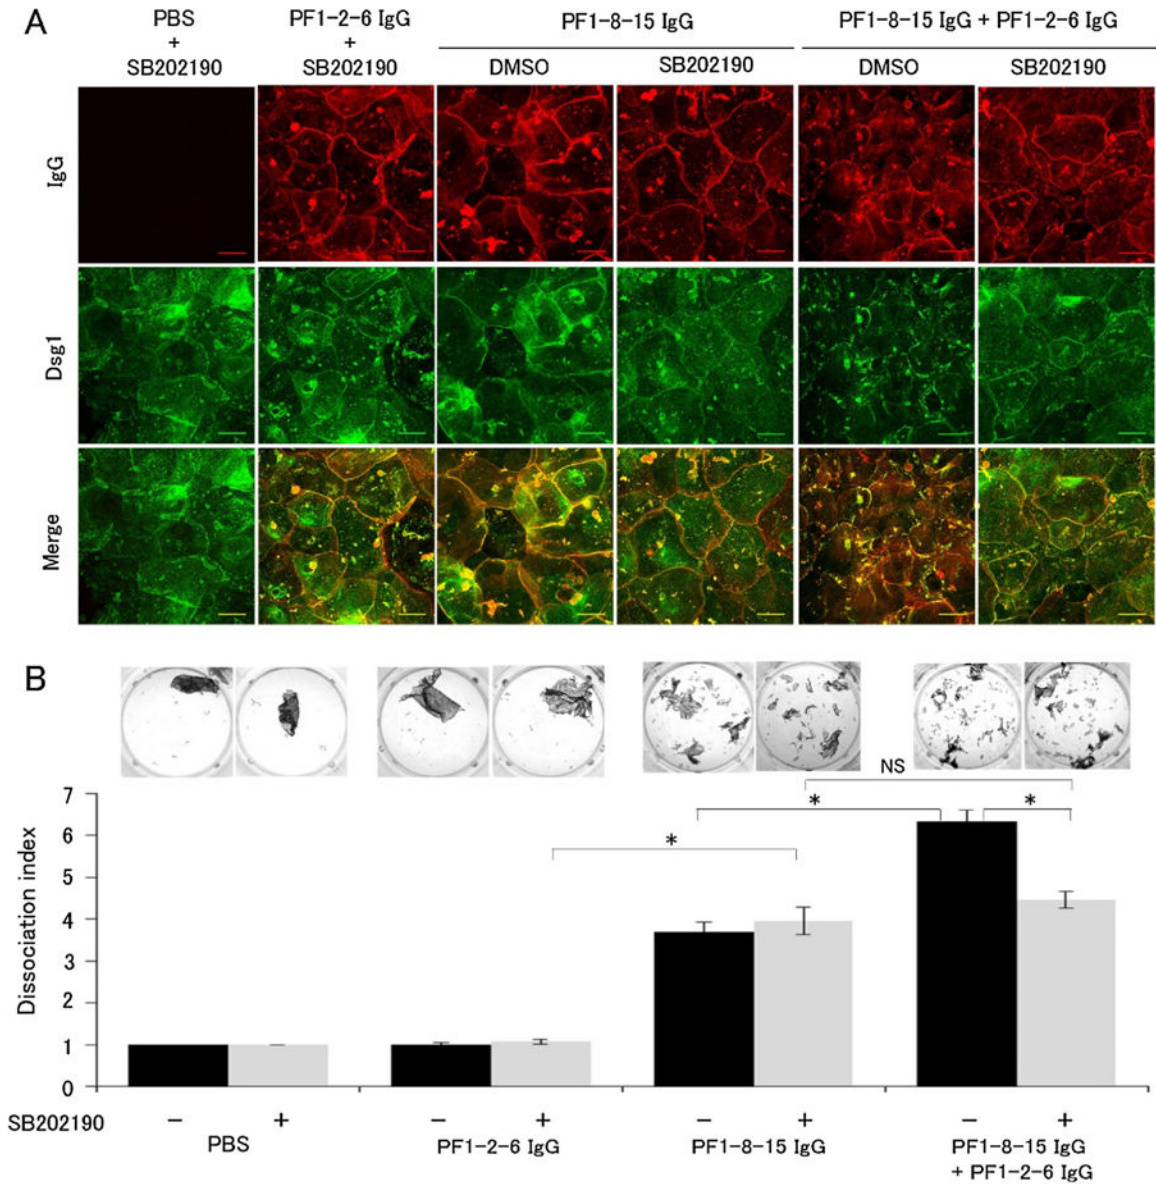 A
PBS
+
SB202190
PF1-2-6 IgG
+
SB202190
PF1-8-15 IgG
DMSO
SB202190
PF1-8-15 IgG + PF1-2-6 IgG
DMSO
SB202190
IgG
Dsg1
Merge
B
NS
*
*
*
Dissociation index
7
6
5
4
3
2
1
0
SB202190
− + − + − + − +
PBS
PF1-2-6 IgG
PF1-8-15 IgG
PF1-8-15 IgG
+ PF1-2-6 IgG